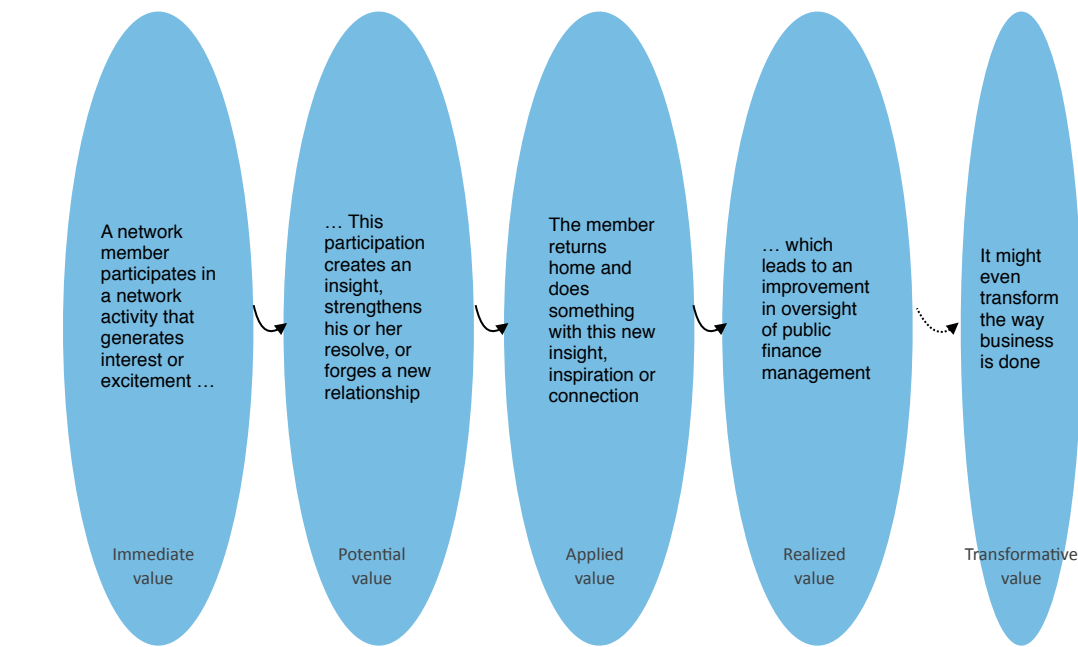 A network
member
participates in
a network
activity that
generates
interest or
excitement …
… This
participation
creates an
insight,
strengthens
his or her
resolve, or
forges a new
relationship
The member
returns
home and
does
something
with this new
insight,
inspiration or
connection
… which
leads to an
improvement
in oversight
of public
finance
management
It might
even
transform
the way
business
is done
Immediate
value
Potential
value
Applied
value
Realized
value
Transformative
value